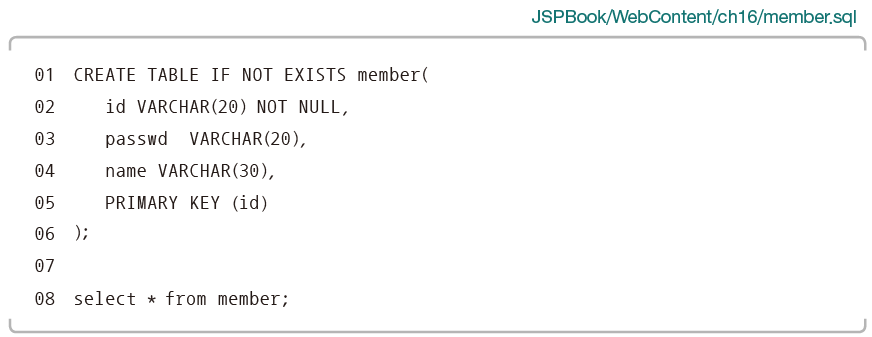 JSPBook/WebContent/ch16/member.sql
01 CREATE TABLE IF NOT EXISTS member(
02    id VARCHAR(20) NOT NULL,
03    passwd  VARCHAR(20),
04    name VARCHAR(30),
05    PRIMARY KEY (id)
06 );
07
08 select * from member;